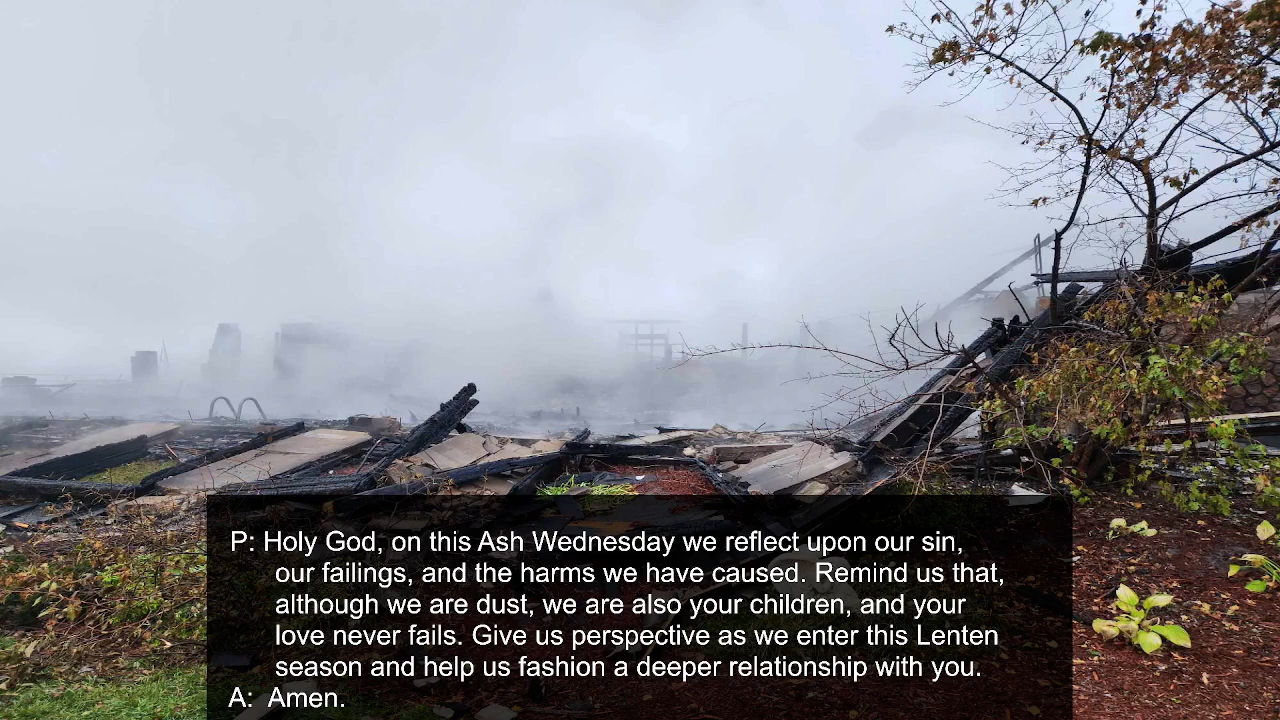 P: Holy God, on this Ash Wednesday we reflect upon our sin,
our failings, and the harms we have caused. Remind us that,
although we are dust, we are also your children, and your
love never fails. Give us perspective as we enter this Lenten
season and help us fashion a deeper relationship with you.
A: Amen.